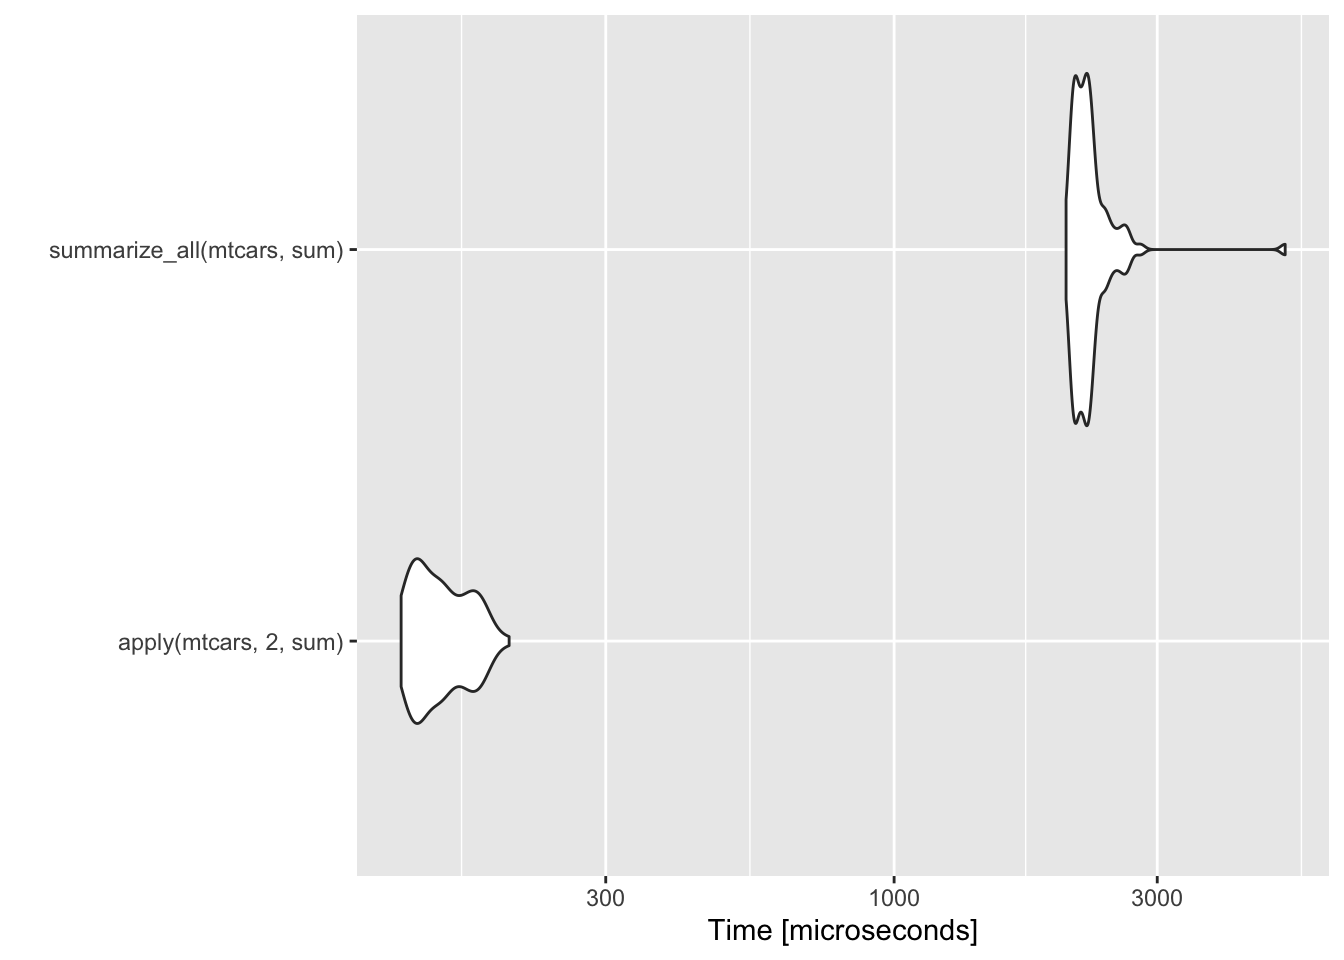 summarize_all(mtcars, sum)
apply(mtcars, 2, sum)
300 1000 3000
Time [microseconds]